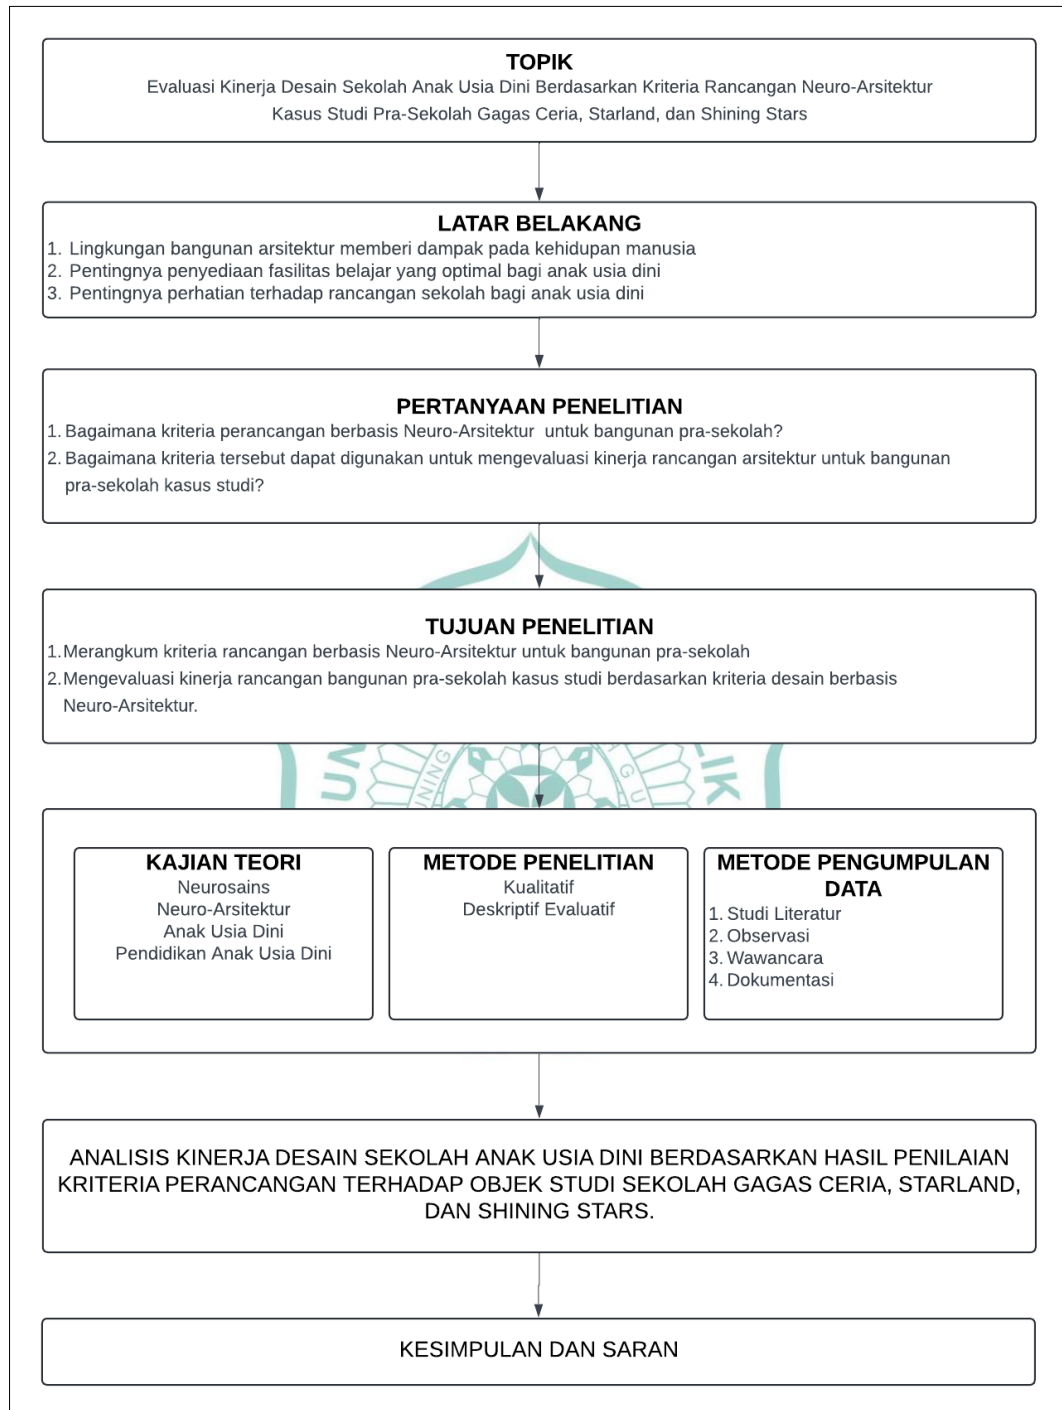 TOPIK
Evaluasi Kinerja Desain Sekolah Anak Usia Dini Berdasarkan Kriteria Rancangan Neuro-Arsitektur
Kasus Studi Pra-Sekolah Gagas Ceria, Starland, dan Shining Stars
LATAR BELAKANG
1. Lingkungan bangunan arsitektur memberi dampak pada kehidupan manusia
2. Pentingnya penyediaan fasilitas belajar yang optimal bagi anak usia dini
3. Pentingnya perhatian terhadap rancangan sekolah bagi anak usia dini
PERTANYAAN PENELITIAN
1. Bagaimana kriteria perancangan berbasis Neuro-Arsitektur untuk bangunan pra-sekolah?
2. Bagaimana kriteria tersebut dapat digunakan untuk mengevaluasi kinerja rancangan arsitektur untuk bangunan
pra-sekolah kasus studi?
TUJUAN PENELITIAN
1. Merangkum kriteria rancangan berbasis Neuro-Arsitektur untuk bangunan pra-sekolah
2. Mengevaluasi kinerja rancangan bangunan pra-sekolah kasus studi berdasarkan kriteria desain berbasis
Neuro-Arsitektur.
KAJIAN TEORI
Neurosains
Neuro-Arsitektur
Anak Usia Dini
Pendidikan Anak Usia Dini
METODE PENELITIAN
Kualitatif
Deskriptif Evaluatif
METODE PENGUMPULAN
DATA
1. Studi Literatur
2. Observasi
3. Wawancara
4. Dokumentasi
ANALISIS KINERJA DESAIN SEKOLAH ANAK USIA DINI BERDASARKAN HASIL PENILAIAN
KRITERIA PERANCANGAN TERHADAP OBJEK STUDI SEKOLAH GAGAS CERIA, STARLAND,
DAN SHINING STARS.
KESIMPULAN DAN SARAN